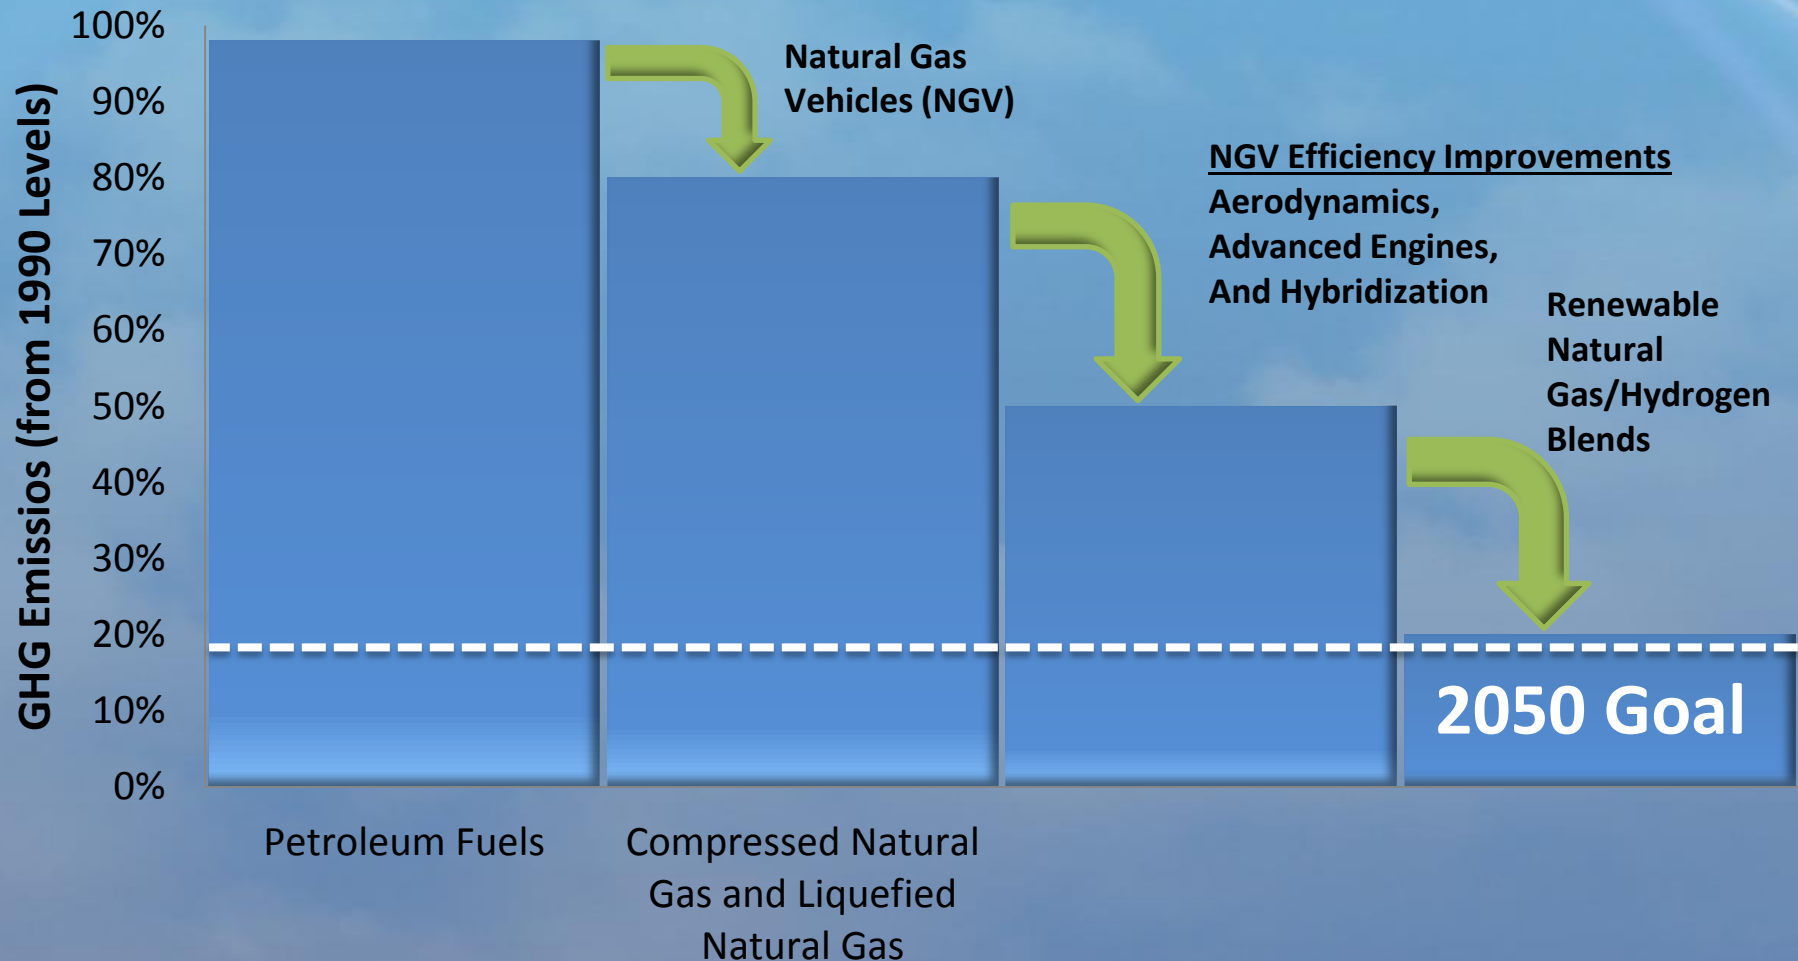 GHG Emissios (from 1990 Levels)
100%
90%
80%
70%
60%
50%
40%
30%
20%
10%
0%
Natural Gas
Vehicles (NGV)
NGV Efficiency Improvements
Aerodynamics,
Advanced Engines,
And Hybridization
Renewable
Natural
Gas/Hydrogen
Blends
2050 Goal
Petroleum Fuels
Compressed Natural
Gas and Liquefied
Natural Gas